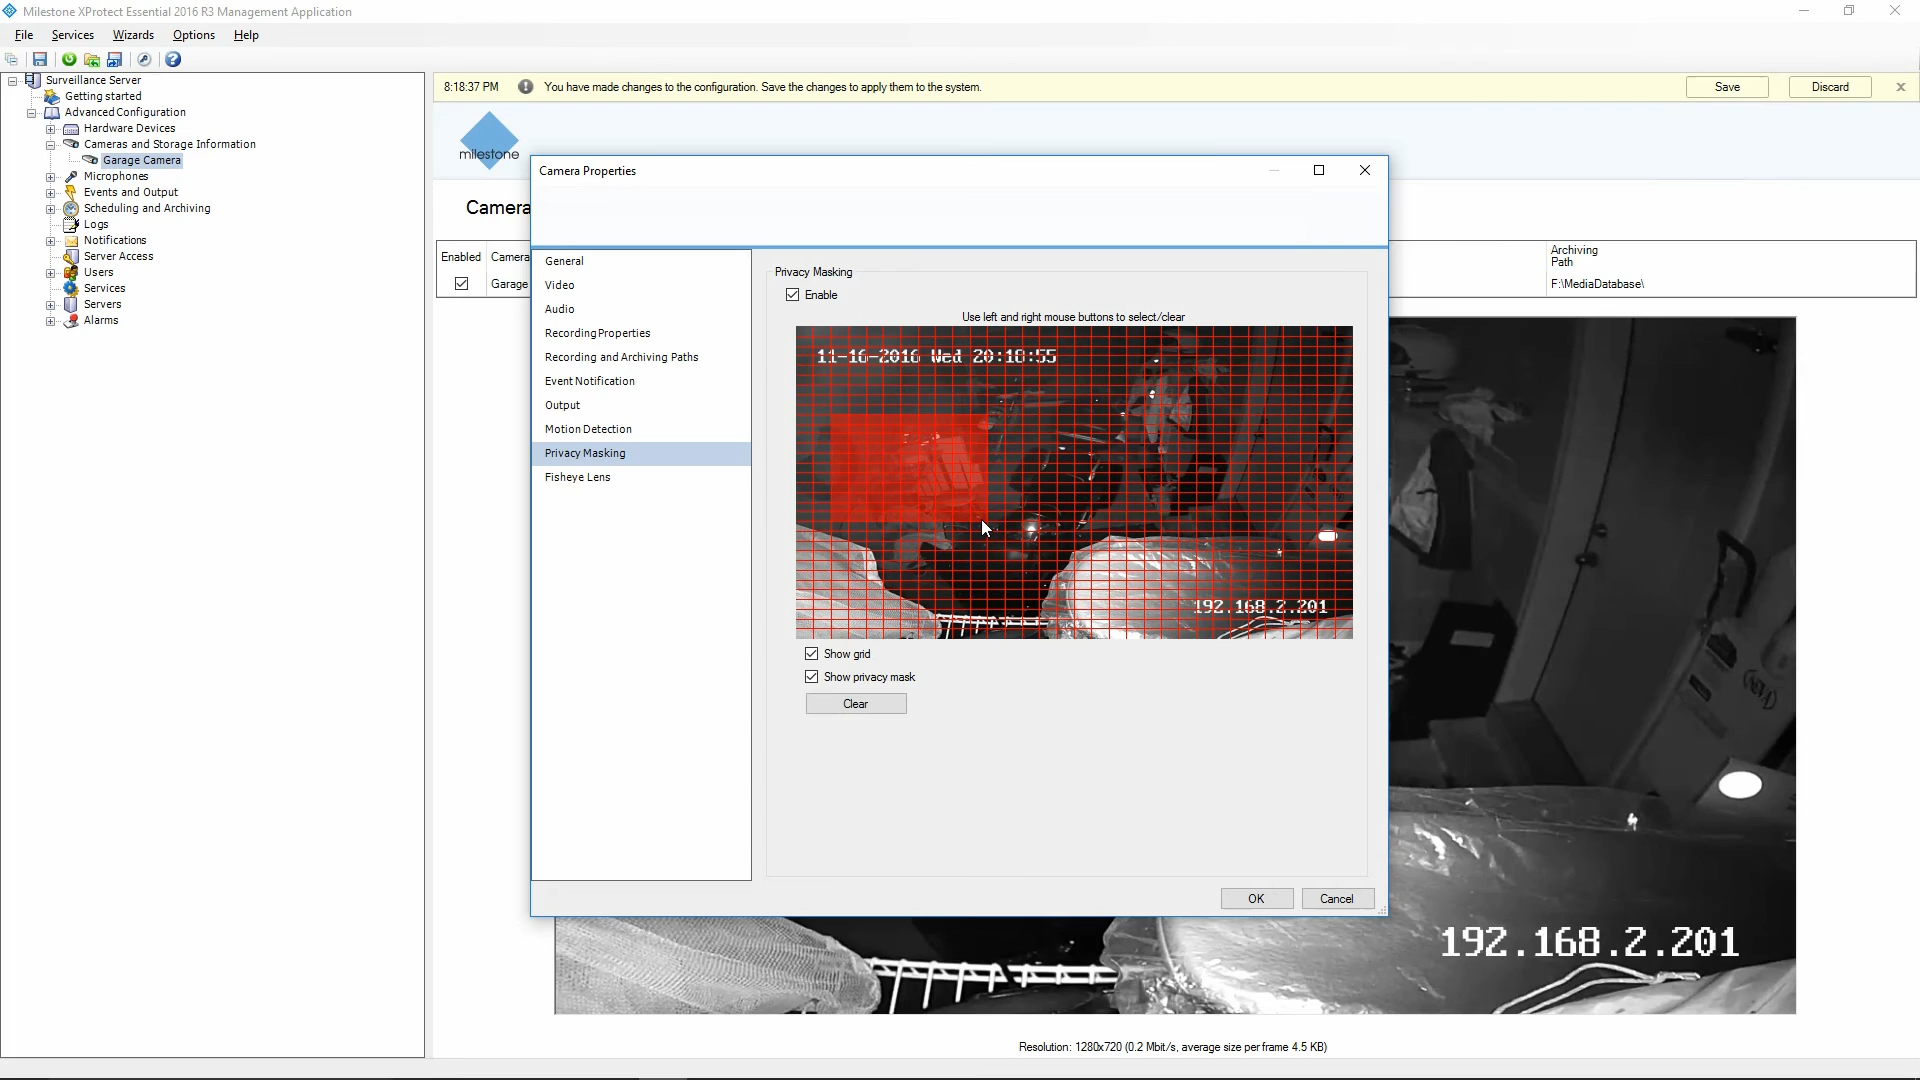 Milestone XProtect Essential 2016 R3 Management Application
File Services Wizards Options Help
Surveillance Server
Getting started
Advanced Configuration
Hardware Devices
Cameras and Storage Information
Garage Camera
Microphones
Events and Output
Scheduling and Archiving
Logs
Notifications
Server Access
Users
Services
Servers
Alarms
8:18:37 PM You have made changes to the configuration. Save the changes to apply them to the system. Save Discard
milestone
Camera
Enabled Camera
Garage
Archiving
Path
F:\MediaDatabase\
Camera Properties
General
Video
Audio
Recording Properties
Recording and Archiving Paths
Event Notification
Output
Motion Detection
Privacy Masking
Fisheye Lens
Privacy Masking
Enable
Use left and right mouse buttons to select/clear
11-16-2016 Wed 20:18:55
192.168.2.201
Show grid
Show privacy mask
Clear
OK Cancel
192.168.2.201
Resolution: 1280x720 (0.2 Mbit/s, average size per frame 4.5 KB)